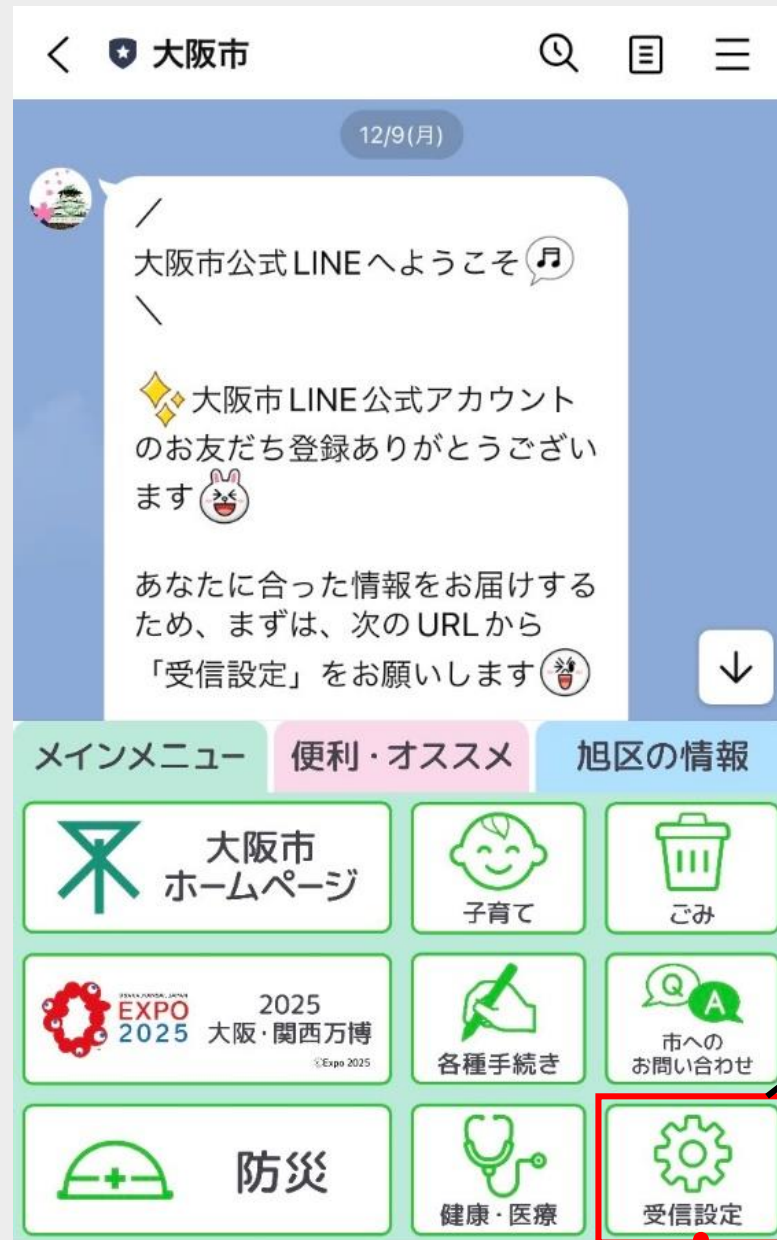 大阪市
12/9(月)
／
大阪市公式LINEへようこそ
＼
大阪市LINE公式アカウント
のお友だち登録ありがとうござい
ます
あなたに合った情報をお届けする
ため、まずは、次のURLから
「受信設定」をお願いします
メインメニュー
便利・オススメ
旭区の情報
大阪市
ホームページ
子育て
ごみ
OSAKA, KANSAI, JAPAN
EXPO
2025
2025
大阪・関西万博
©Expo 2025
各種手続き
Q
A
市への
お問い合わせ
防災
健康・医療
受信設定